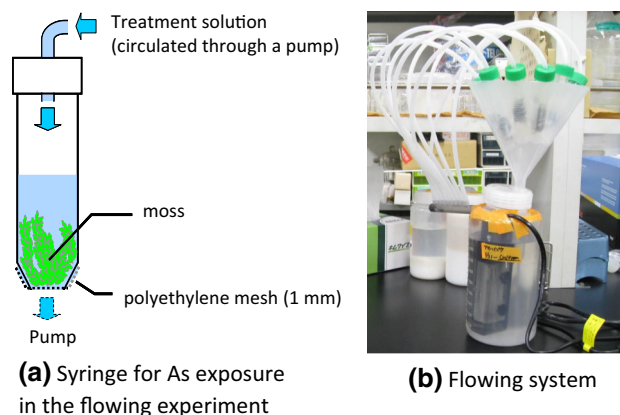 Treatment solution
(circulated through a pump)
moss
polyethylene mesh (1 mm)
Pump
(a) Syringe for As exposure
in the flowing experiment
(b) Flowing system